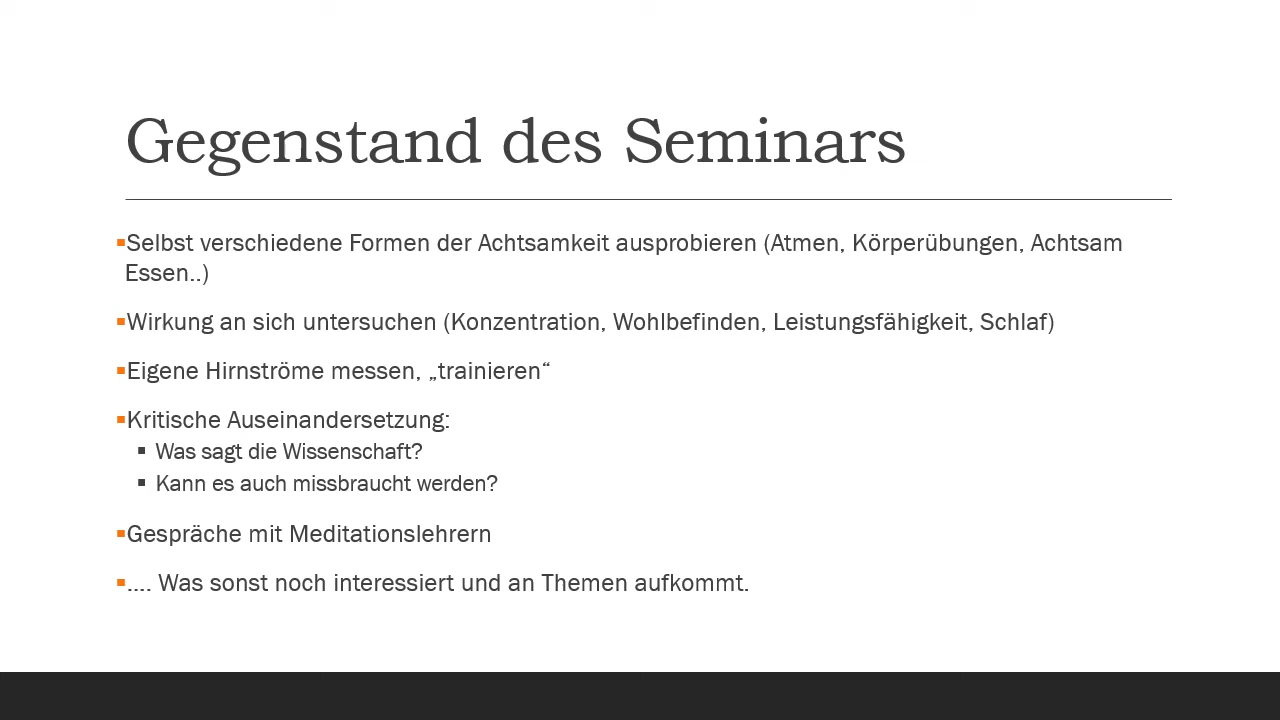 Gegenstand des Seminars
▪Selbst verschiedene Formen der Achtsamkeit ausprobieren (Atmen, Körperübungen, Achtsam
Essen..)
▪Wirkung an sich untersuchen (Konzentration, Wohlbefinden, Leistungsfähigkeit, Schlaf)
▪Eigene Hirnströme messen, „trainieren“
▪Kritische Auseinandersetzung:
▪ Was sagt die Wissenschaft?
▪ Kann es auch missbraucht werden?
▪Gespräche mit Meditationslehrern
▪…. Was sonst noch interessiert und an Themen aufkommt.